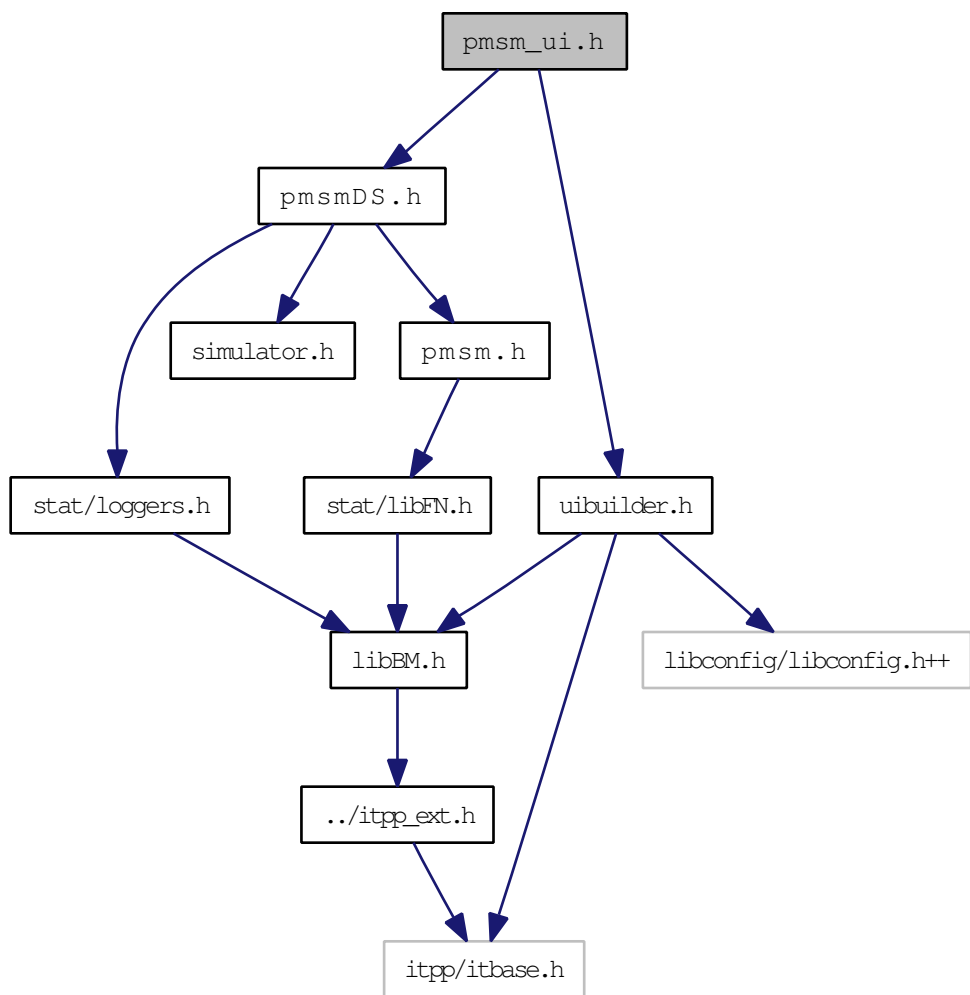 pmsm_ui.h
pmsmDS.h
simulator.h
pmsm.h
stat/loggers.h
stat/libFN.h
uibuilder.h
libBM.h
libconfig/libconfig.h++
../itpp_ext.h
itpp/itbase.h